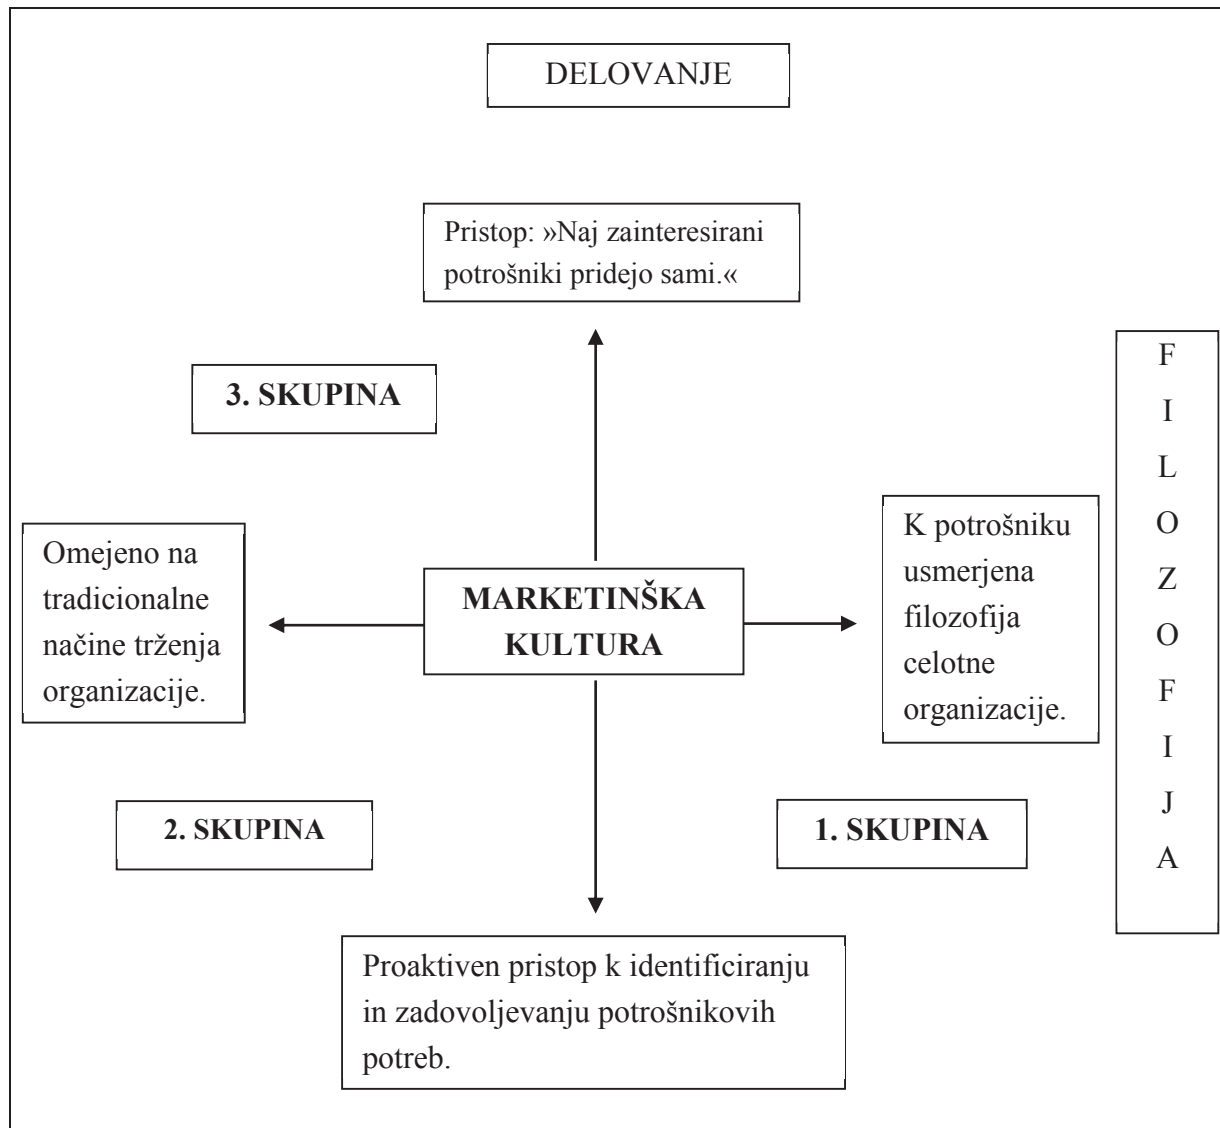 DELOVANJE
Pristop: »Naj zainteresirani
potrošniki pridejo sami.«
3. SKUPINA
Omejeno na
tradicionalne
načine trženja
organizacije.
MARKETINŠKA
KULTURA
K potrošniku
usmerjena
filozofija
celotne
organizacije.
F
I
L
O
Z
O
F
I
J
A
2. SKUPINA
1. SKUPINA
Proaktiven pristop k identificiranju
in zadovoljevanju potrošnikovih
potreb.